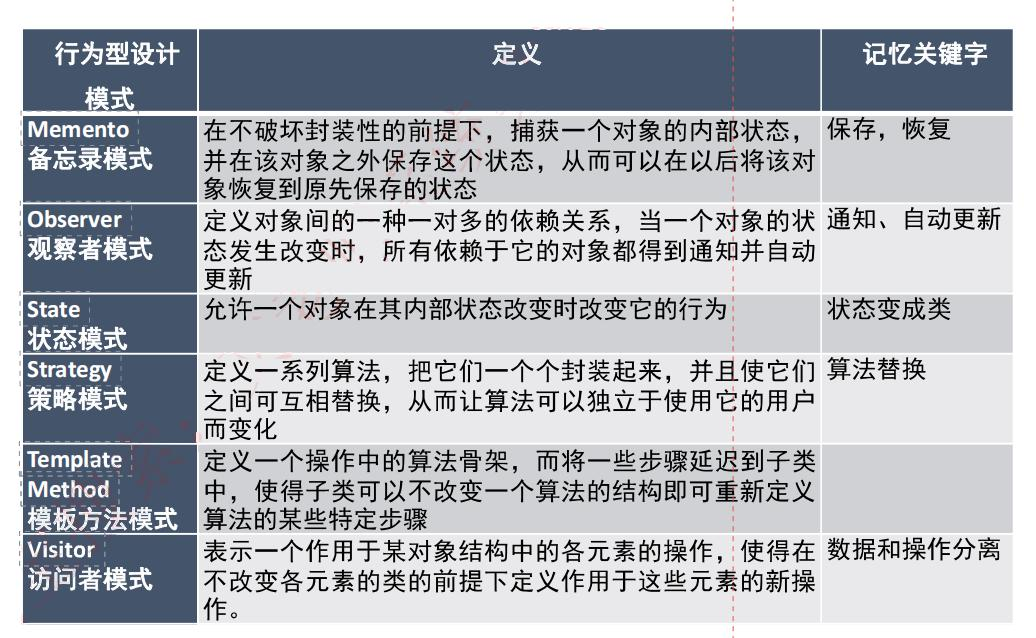 行为型设计
模式
定义
记忆关键字
Memento
备忘录模式
在不破坏封装性的前提下，捕获一个对象的内部状态，
并在该对象之外保存这个状态，从而可以在以后将该对
象恢复到原先保存的状态
保存，恢复
Observer
观察者模式
定义对象间的一种一对多的依赖关系，当一个对象的状
态发生改变时，所有依赖于它的对象都得到通知并自动
更新
通知、自动更新
State
状态模式
允许一个对象在其内部状态改变时改变它的行为
状态变成类
Strategy
策略模式
定义一系列算法，把它们一个个封装起来，并且使它们
之间可互相替换，从而让算法可以独立于使用它的用户
而变化
算法替换
Template
Method
模板方法模式
定义一个操作中的算法骨架，而将一些步骤延迟到子类
中，使得子类可以不改变一个算法的结构即可重新定义
算法的某些特定步骤
Visitor
访问者模式
表示一个作用于某对象结构中的各元素的操作，使得在
不改变各元素的类的前提下定义作用于这些元素的新操
作。
数据和操作分离